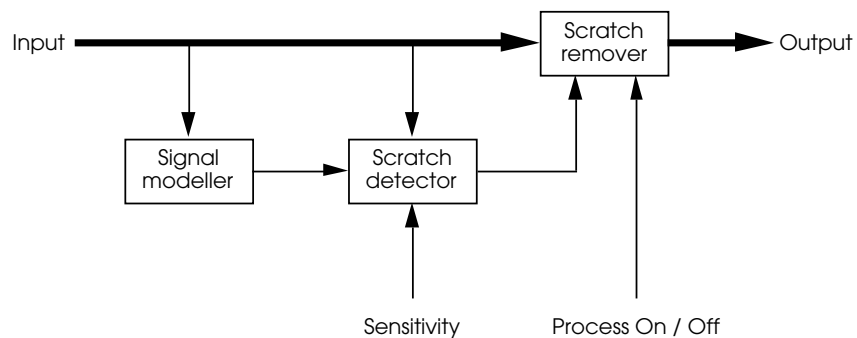 Input
Scratch
remover
Output
Signal
modeller
Scratch
detector
Sensitivity
Process On / Off